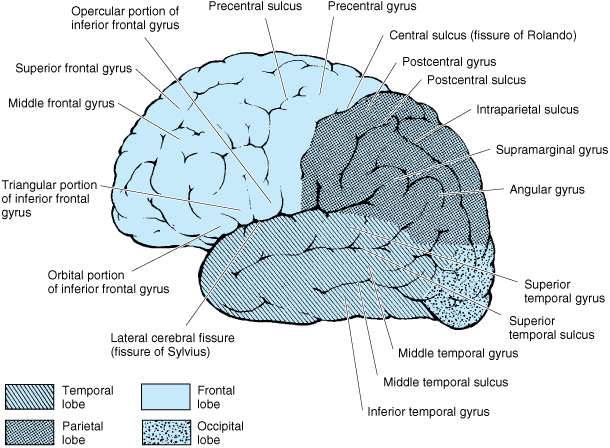 Opercular portion of
inferior frontal gyrus
Precentral sulcus
Precentral gyrus
Central sulcus (fissure of Rolando)
Postcentral gyrus
Postcentral sulcus
Superior frontal gyrus
Middle frontal gyrus
Intraparietal sulcus
Supramarginal gyrus
Angular gyrus
Triangular portion
of inferior frontal
gyrus
Orbital portion
of inferior frontal gyrus
Superior
temporal gyrus
Superior
temporal sulcus
Lateral cerebral fissure
(fissure of Sylvius)
Middle temporal gyrus
Middle temporal sulcus
Inferior temporal gyrus
Temporal
lobe
Frontal
lobe
Parietal
lobe
Occipital
lobe